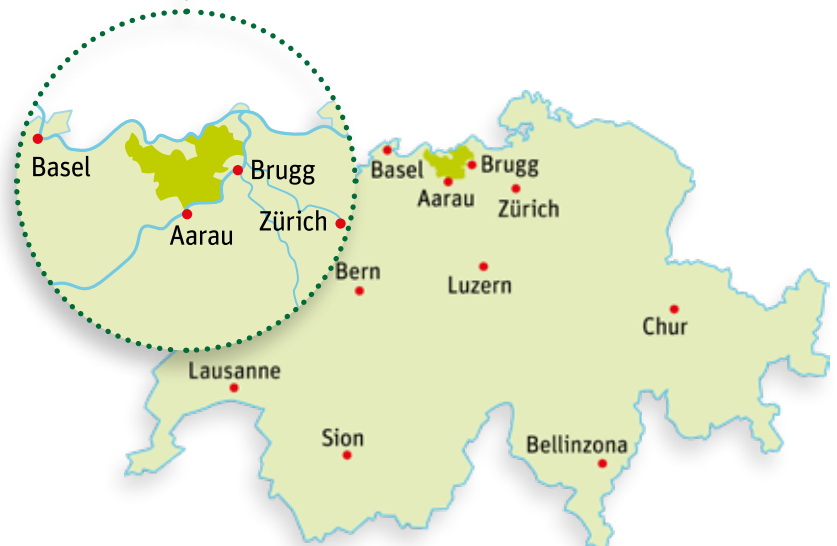 Basel
Brugg
Zürich
Aarau
Basel
Brugg
Aarau
Zürich
Bern
Luzern
Chur
Lausanne
Sion
Bellinzona